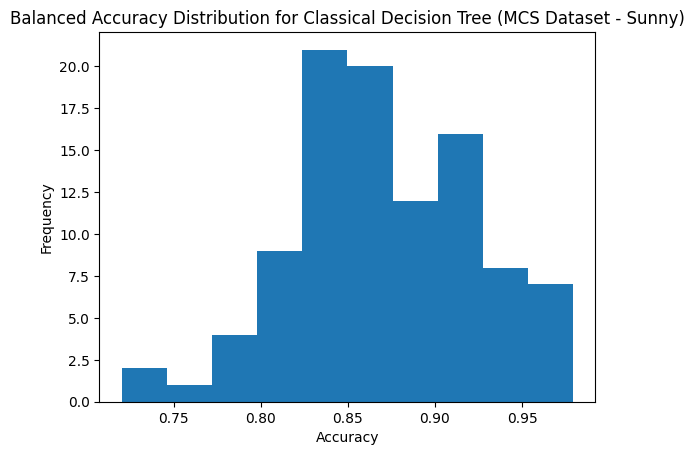 Balanced Accuracy Distribution for Classical Decision Tree (MCS Dataset - Sunny)
20.0
17.5
15.0
12.5
10.0
7.5
5.0
2.5
0.0
Frequency
0.75 0.80 0.85 0.90 0.95
Accuracy